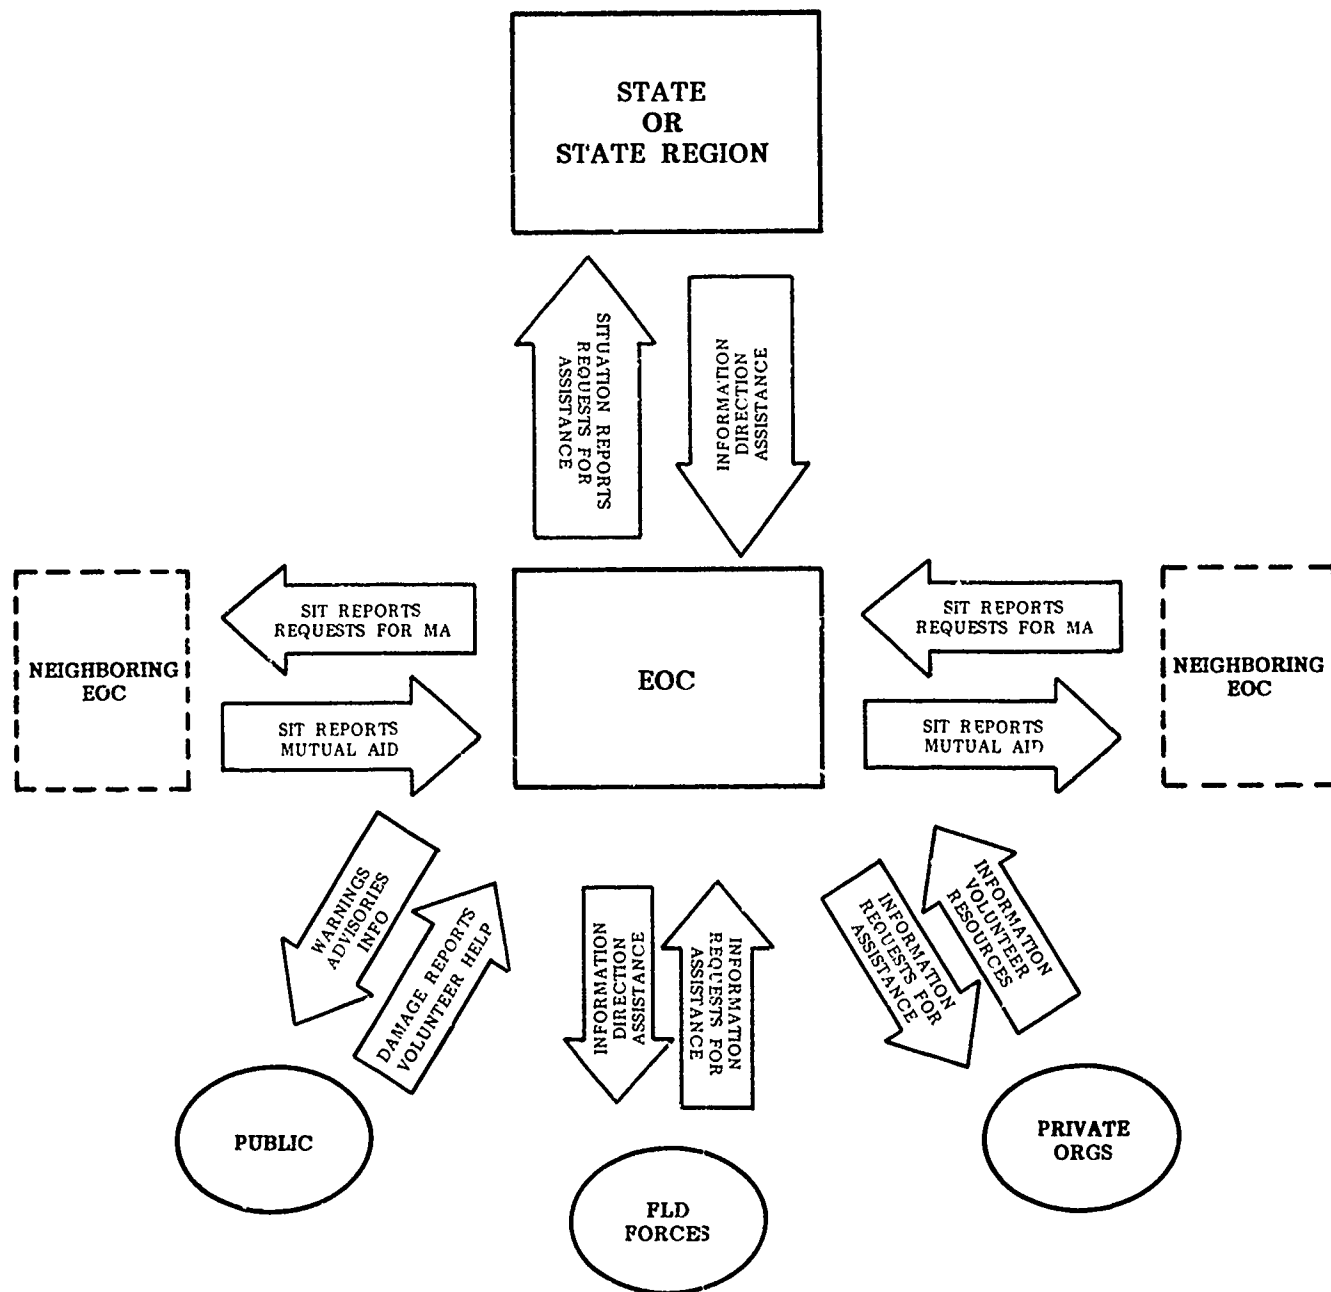 STATE
OR
STATE REGION
SITUATION REPORTS
REQUESTS FOR
ASSISTANCE
INFORMATION
DIRECTION
ASSISTANCE
NEIGHBORING
EOC
SIT REPORTS
REQUESTS FOR MA
SIT REPORTS
MUTUAL AID
EOC
SIT REPORTS
REQUESTS FOR MA
SIT REPORTS
MUTUAL AID
NEIGHBORING
EOC
WARNINGS
ADVISORIES
INFO
DAMAGE REPORTS
VOLUNTEER HELP
INFORMATION
DIRECTION
ASSISTANCE
INFORMATION
REQUESTS FOR
ASSISTANCE
INFORMATION
REQUESTS FOR
ASSISTANCE
INFORMATION
VOLUNTEER
RESOURCES
PUBLIC
FLD
FORCES
PRIVATE
ORGS